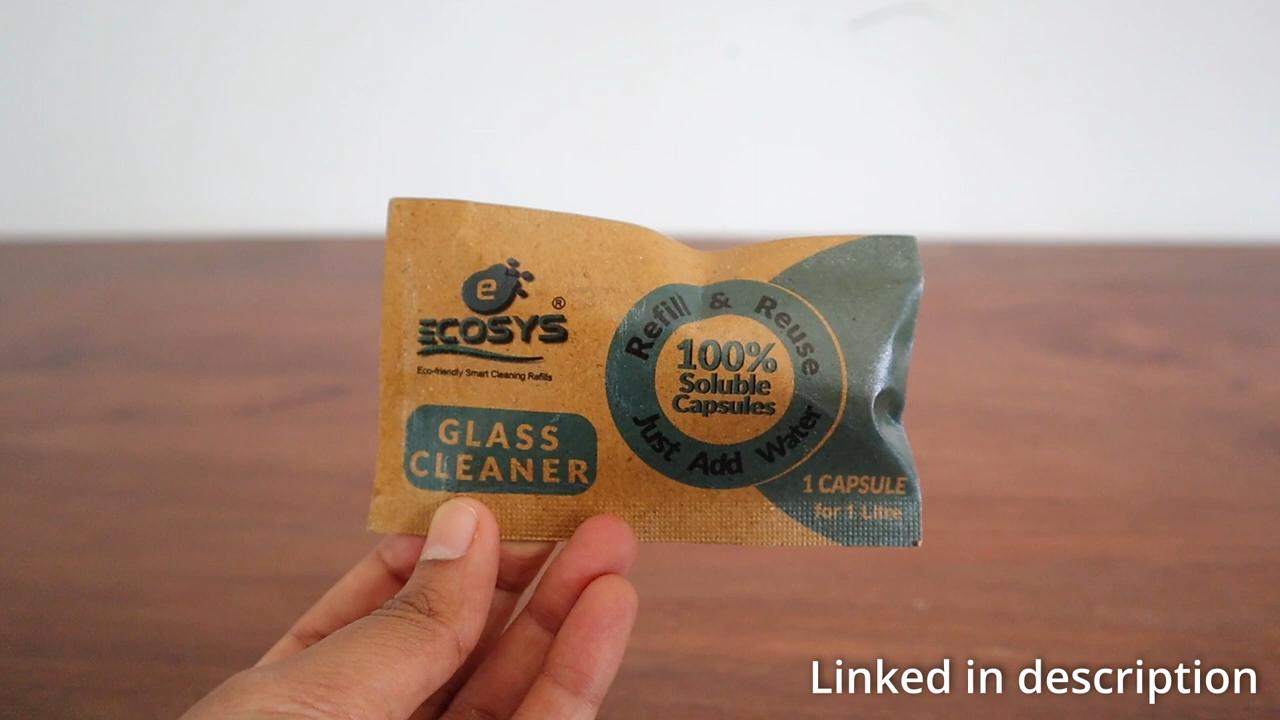 e
ECOSYS®
Eco-friendly Smart Cleaning Refills
GLASS
CLEANER
Refill & Reuse
100%
Soluble
Capsules
Just Add Water
1 CAPSULE
for 1 Litre
Linked in description